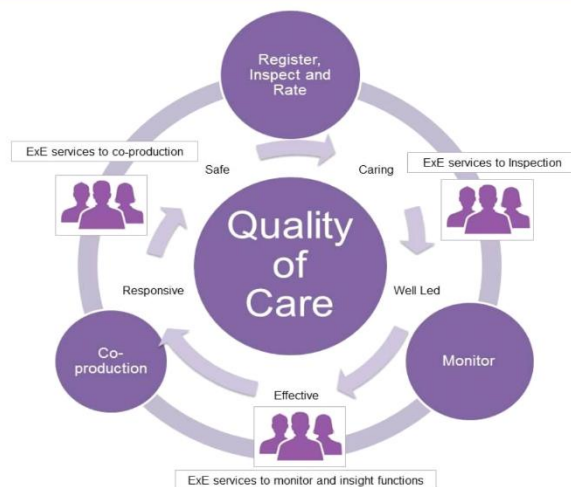 Register,
Inspect and
Rate
ExE services to co-production
Safe
Caring
ExE services to Inspection
Quality
of
Care
Responsive
Well Led
Co-
production
Monitor
Effective
ExE services to monitor and insight functions